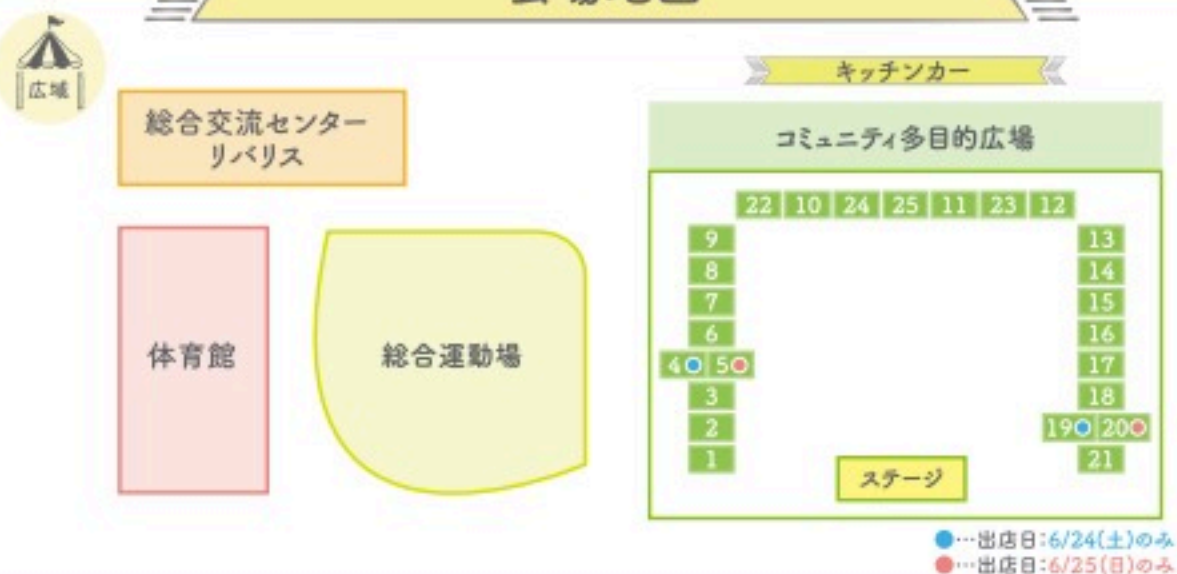 広域
キッチンカー
総合交流センター
リバリス
コミュニティ多目的広場
22 10 24 25 11 23 12
9
8
7
6
4 5
3
2
1
13
14
15
16
17
18
19 20
21
体育館
総合運動場
ステージ
…出店日:6/24(土)のみ
…出店日:6/25(日)のみ